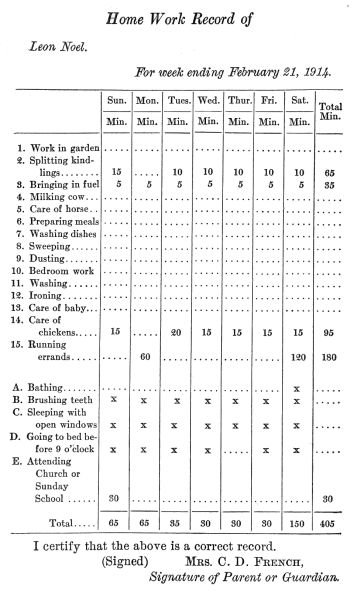 Home Work Record of
Leon Noel.
For week ending February 21, 1914.
Sun. Mon. Tues. Wed. Thur. Fri. Sat. Total Min.
Min. Min. Min. Min. Min. Min. Min.
1. Work in garden ..... ..... ..... ..... ..... ..... ..... .....
2. Splitting kind-
lings........ 15 ..... 10 10 10 10 10 65
3. Bringing in fuel 5 5 5 5 5 5 5 35
4. Milking cow... ..... ..... ..... ..... ..... ..... ..... .....
5. Care of horse.. ..... ..... ..... ..... ..... ..... ..... .....
6. Preparing meals ..... ..... ..... ..... ..... ..... ..... .....
7. Washing dishes ..... ..... ..... ..... ..... ..... ..... .....
8. Sweeping..... ..... ..... ..... ..... ..... ..... ..... .....
9. Dusting...... ..... ..... ..... ..... ..... ..... ..... .....
10. Bedroom work ..... ..... ..... ..... ..... ..... ..... .....
11. Washing..... ..... ..... ..... ..... ..... ..... ..... .....
12. Ironing...... ..... ..... ..... ..... ..... ..... ..... .....
13. Care of baby... ..... ..... ..... ..... ..... ..... ..... .....
14. Care of
chickens..... 15 ..... 20 15 15 15 15 95
15. Running
errands..... ..... 60 ..... ..... ..... ..... 120 180
A. Bathing....... ..... ..... ..... ..... ..... ..... x .....
B. Brushing teeth x x x x x x x .....
C. Sleeping with
open windows x x x x x x x .....
D. Going to bed be-
fore 9 o'clock x x x x ..... x x .....
E. Attending
Church or
Sunday
School ...... 30 ..... ..... ..... ..... ..... ..... 30
Total..... 65 65 35 30 30 30 150 405
I certify that the above is a correct record.
(Signed) MRS. C. D. FRENCH,
Signature of Parent or Guardian.